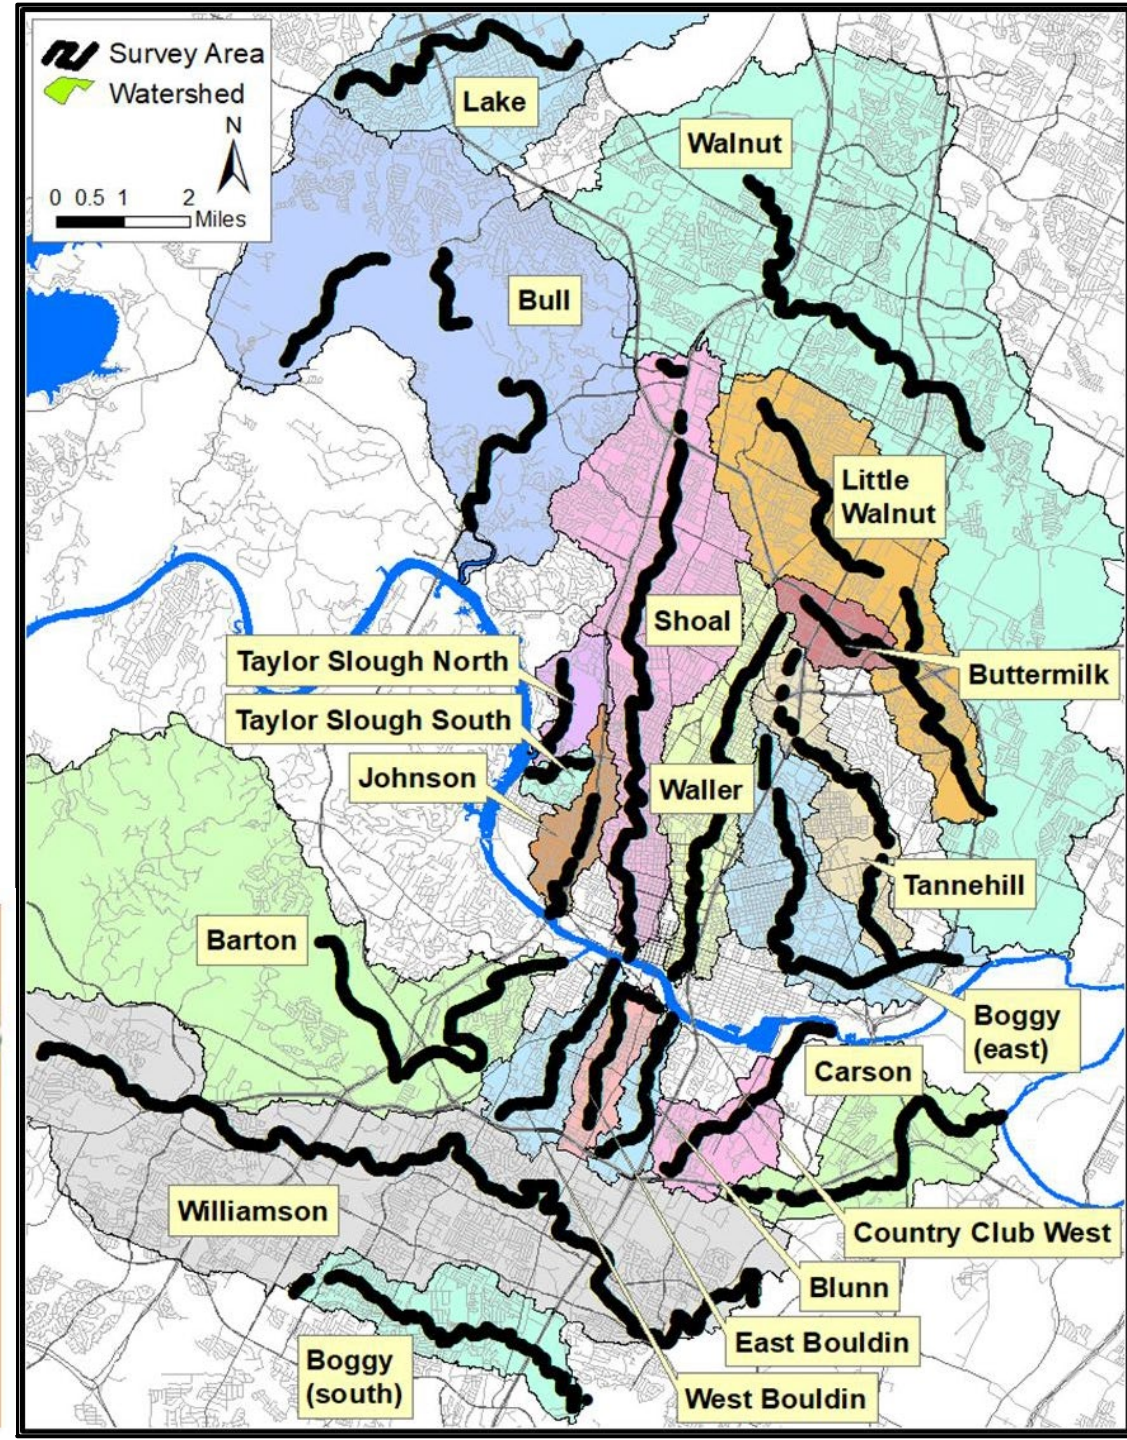 Survey Area
Watershed
N
0 0.5 1 2
Miles
Lake
Walnut
Bull
Little
Walnut
Shoal
Taylor Slough North
Buttermilk
Taylor Slough South
Johnson
Waller
Tannehill
Barton
Boggy
(east)
Carson
Williamson
Country Club West
Blunn
East Bouldin
Boggy
(south)
West Bouldin